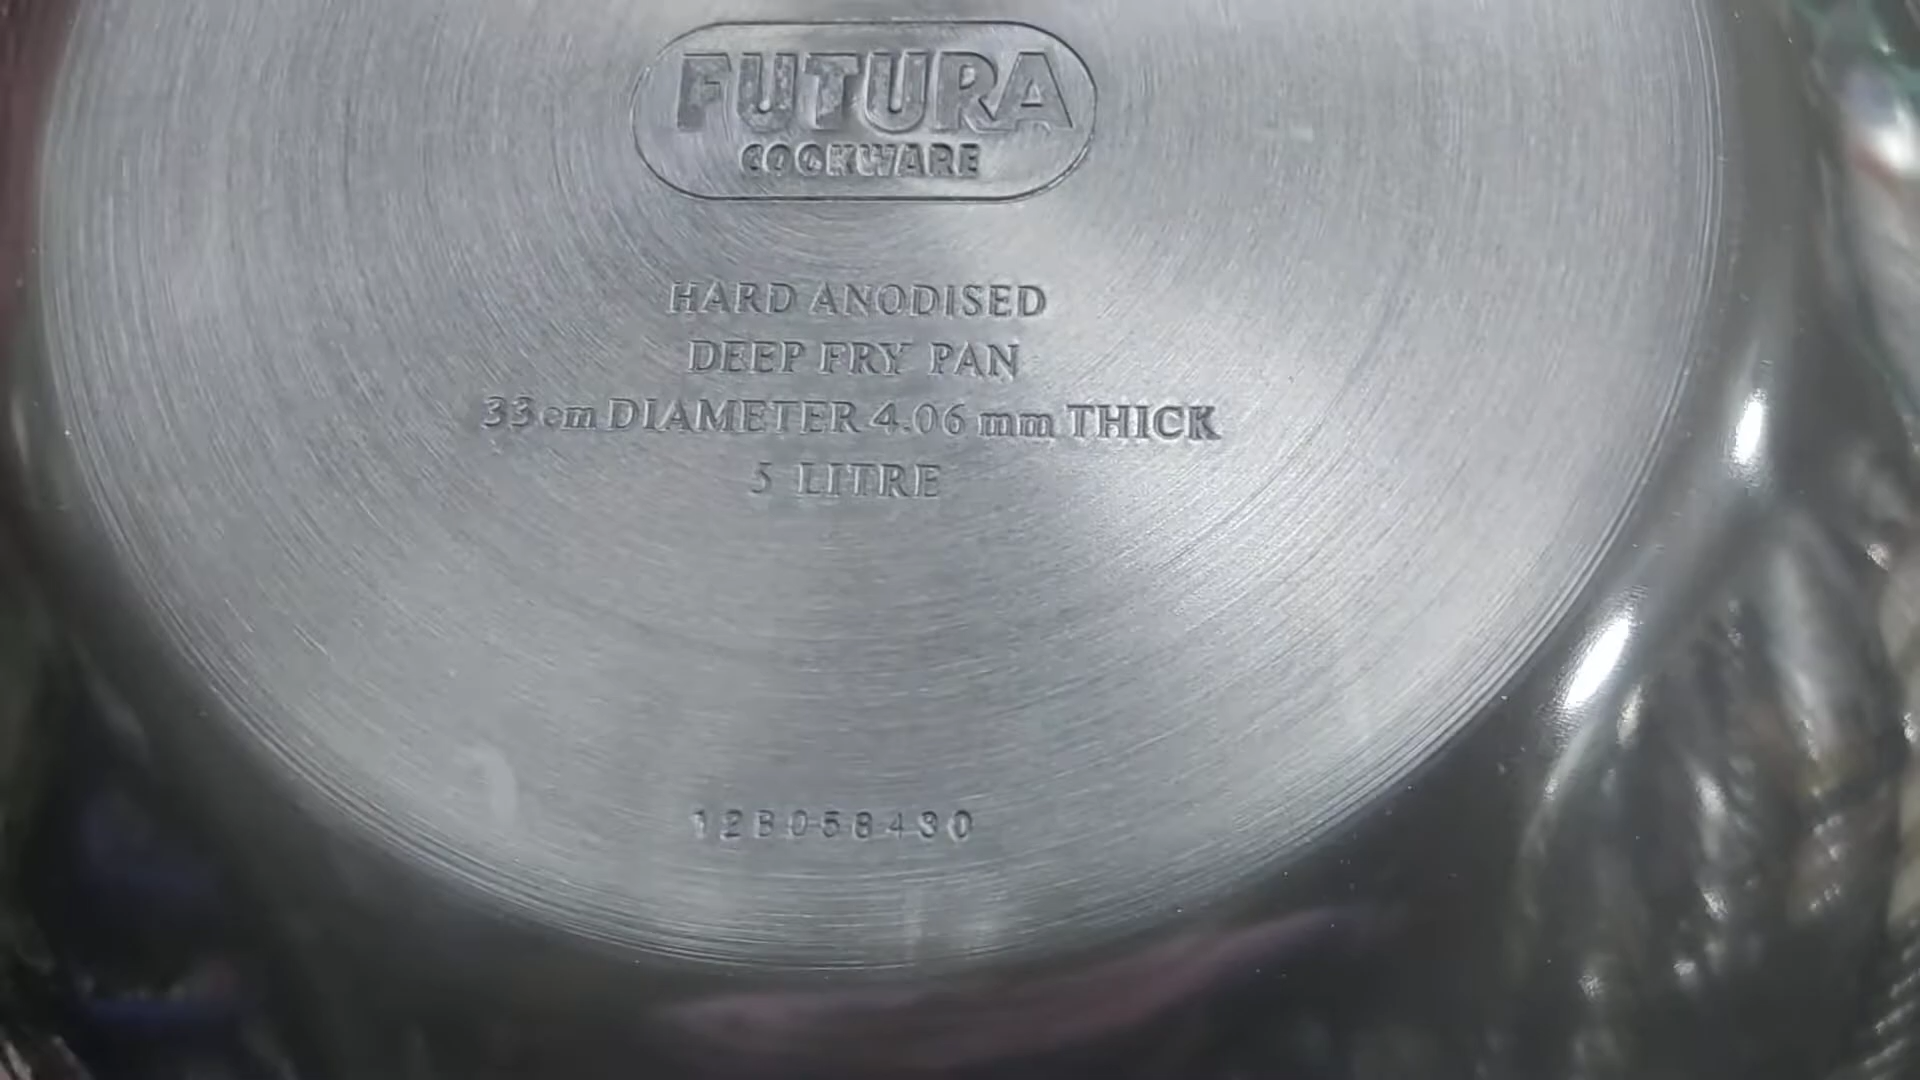 FUTURA
COOKWARE
HARD ANODISED
DEEP FRY PAN
33 cm DIAMETER 4.06 mm THICK
5 LITRE
12B058430